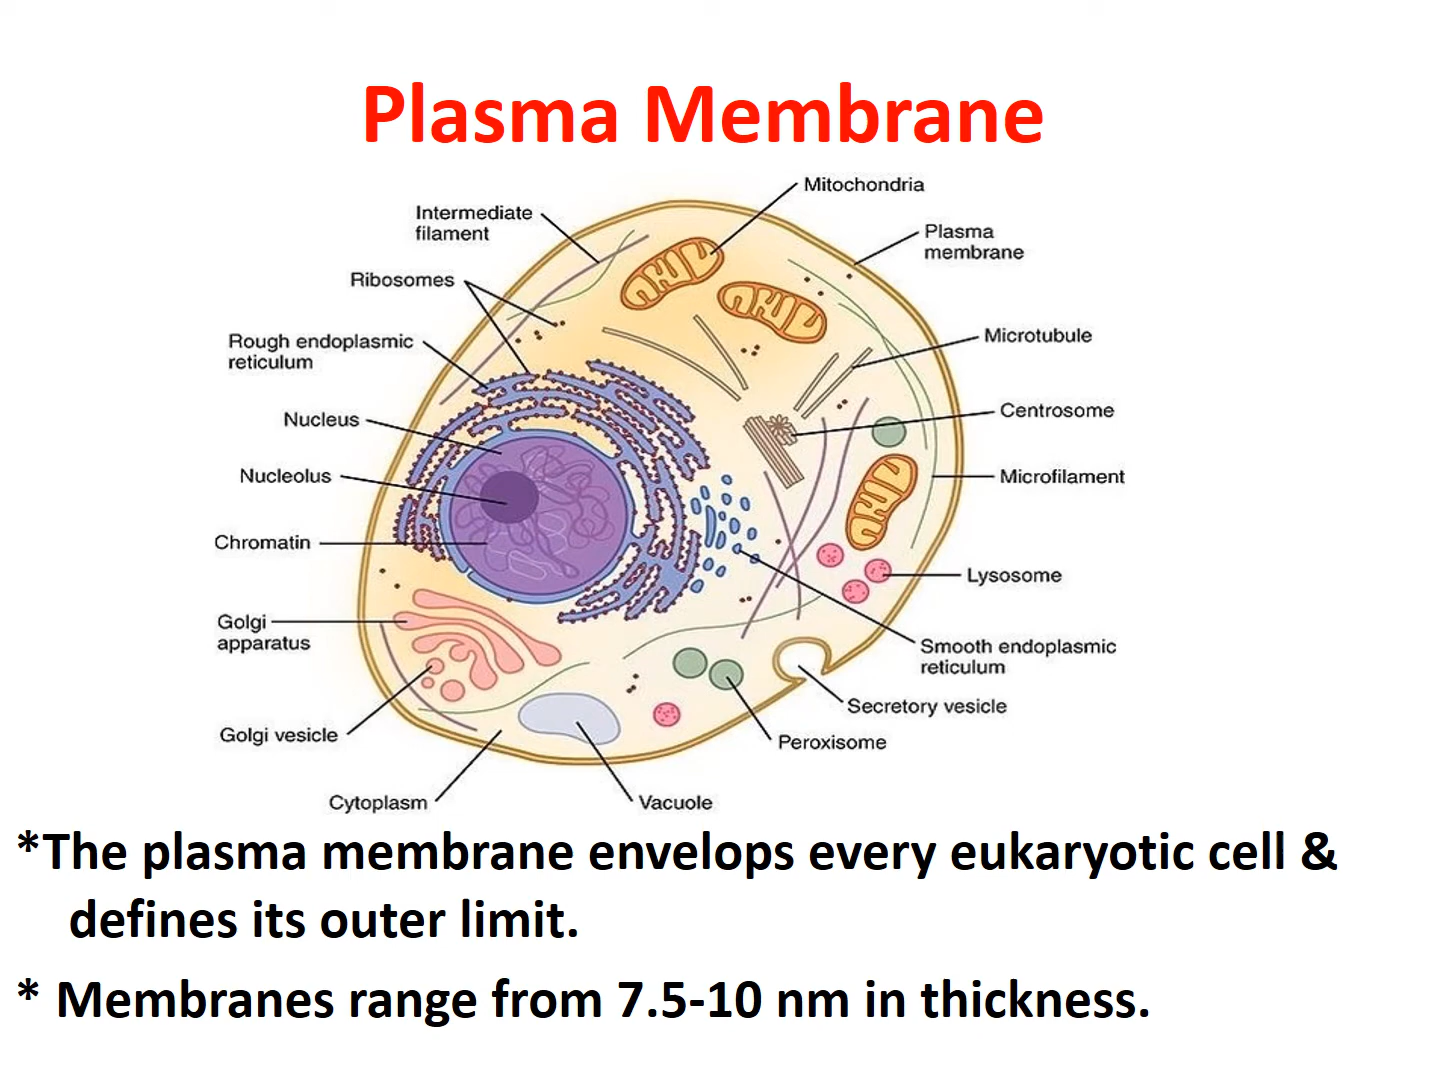 Plasma Membrane
Mitochondria
Intermediate
filament
Plasma
membrane
Ribosomes
Rough endoplasmic
reticulum
Microtubule
Nucleus
Centrosome
Nucleolus
Microfilament
Chromatin
Lysosome
Golgi
apparatus
Smooth endoplasmic
reticulum
Secretory vesicle
Golgi vesicle
Peroxisome
Cytoplasm
Vacuole
*The plasma membrane envelops every eukaryotic cell &
defines its outer limit.
* Membranes range from 7.5-10 nm in thickness.